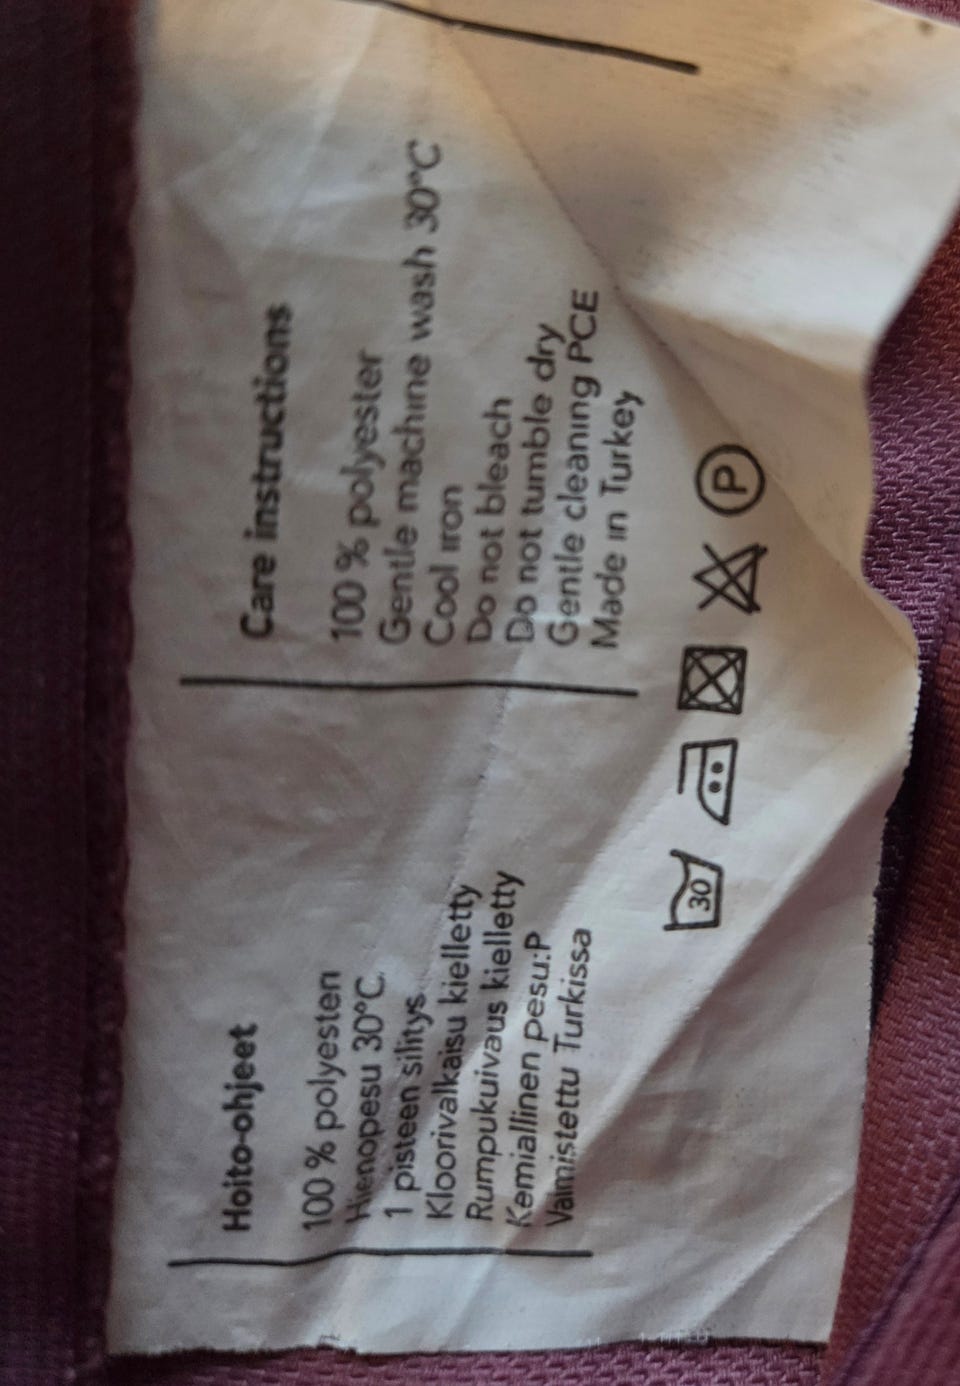 Hoito-ohjeet
100 % polyesten
Hienopesu 30°C
1 pisteen silitys
Kloorivalkaisu kielletty
Rumpukuivaus kielletty
Kemiallinen pesu:P
Valmistettu Turkissa
Care instructions
100 % polyester
Gentle machine wash 30°C
Cool iron
Do not bleach
Do not tumble dry
Gentle cleaning PCE
Made in Turkey
30 P